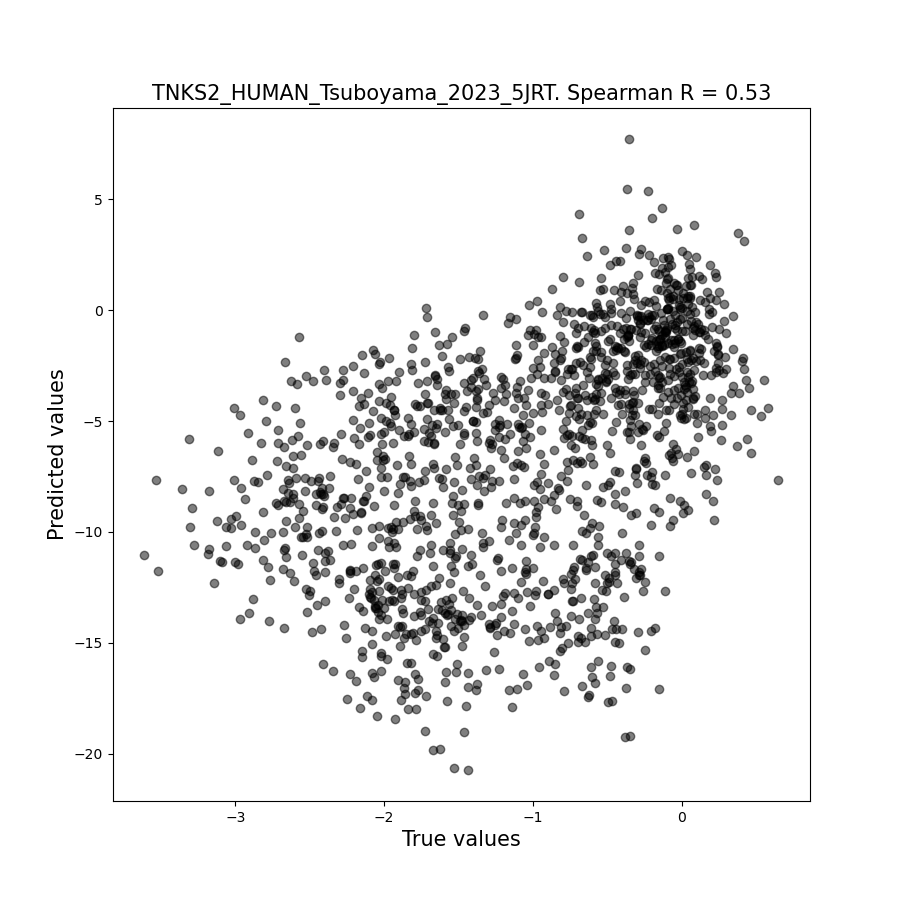 TNKS2_HUMAN_Tsuboyama_2023_5JRT. Spearman R = 0.53
5
0
−5
−10
−15
−20
Predicted values
−3 −2 −1 0
True values